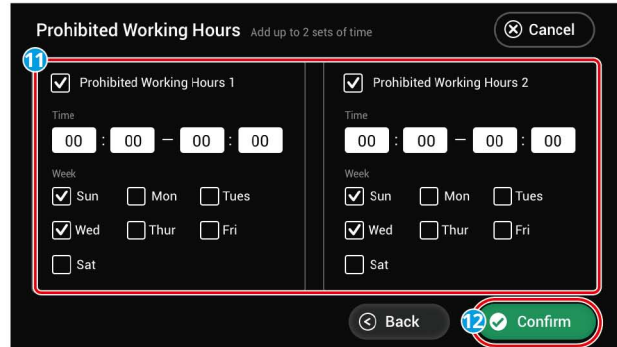 Prohibited Working Hours Add up to 2 sets of time
Cancel
11
Prohibited Working Hours 1
Time
00 : 00 — 00 : 00
Week
Sun Mon Tues
Wed Thur Fri
Sat
Prohibited Working Hours 2
Time
00 : 00 — 00 : 00
Week
Sun Mon Tues
Wed Thur Fri
Sat
Back
12 Confirm